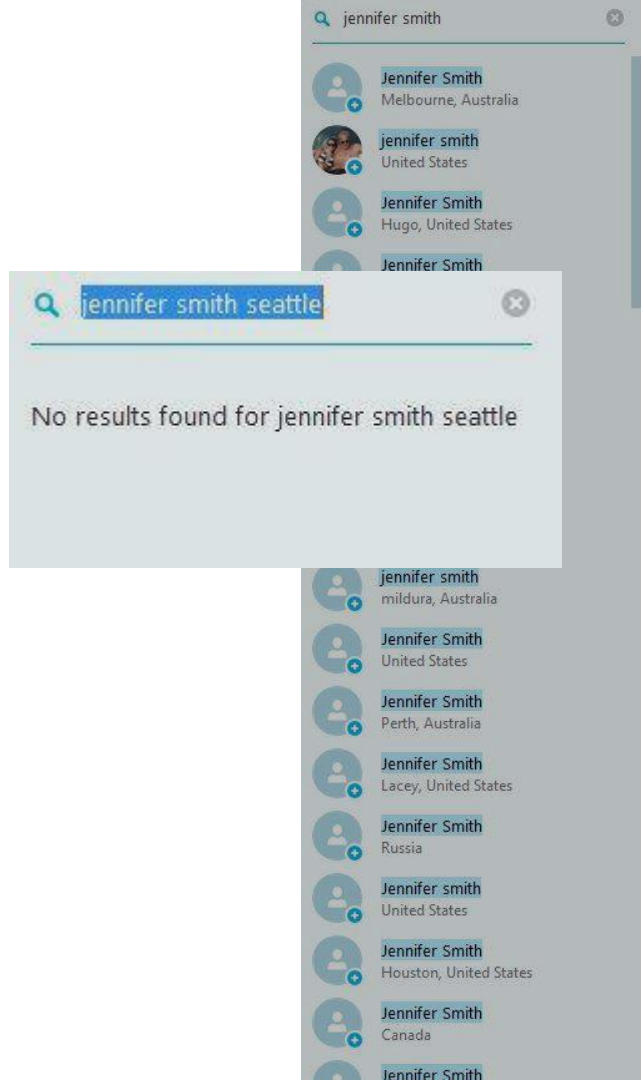 jennifer smith
Jennifer Smith
Melbourne, Australia
jennifer smith
United States
Jennifer Smith
Hugo, United States
Jennifer Smith
jennifer smith seattle
No results found for jennifer smith seattle
jennifer smith
mildura, Australia
Jennifer Smith
United States
Jennifer Smith
Perth, Australia
Jennifer Smith
Lacey, United States
Jennifer Smith
Russia
Jennifer smith
United States
Jennifer Smith
Houston, United States
Jennifer Smith
Canada
Jennifer Smith